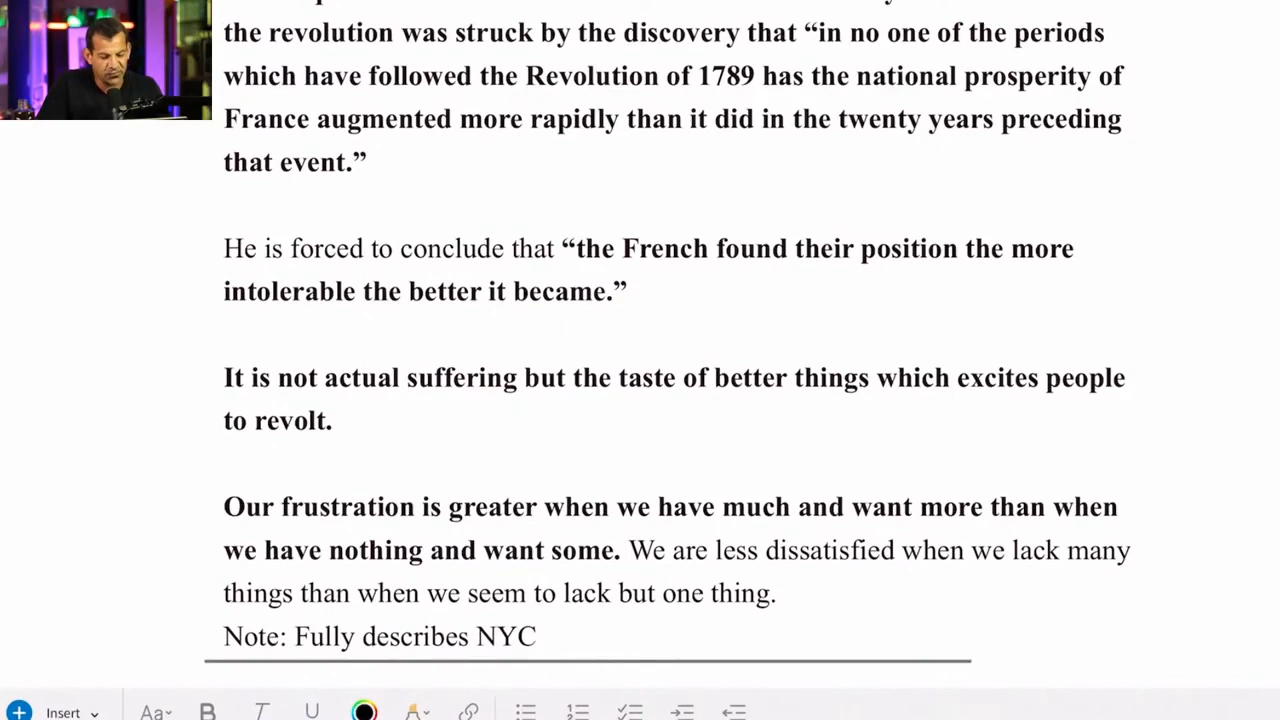 the revolution was struck by the discovery that “in no one of the periods
which have followed the Revolution of 1789 has the national prosperity of
France augmented more rapidly than it did in the twenty years preceding
that event.”
He is forced to conclude that “the French found their position the more
intolerable the better it became.”
It is not actual suffering but the taste of better things which excites people
to revolt.
Our frustration is greater when we have much and want more than when
we have nothing and want some. We are less dissatisfied when we lack many
things than when we seem to lack but one thing.
Note: Fully describes NYC
Insert
Aa
B
T
U